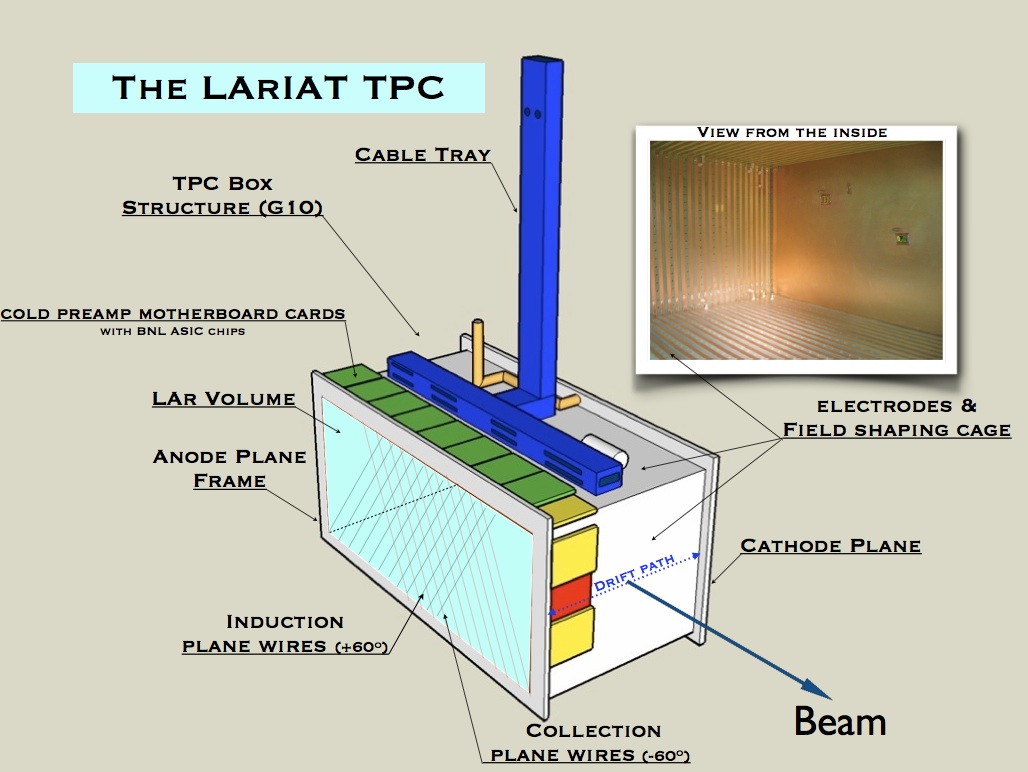 The LArIAT TPC
View from the inside
Cable Tray
TPC Box
Structure (G10)
cold preamp motherboard cards
with BNL ASIC chips
LAr Volume
electrodes &
Field shaping cage
Anode Plane
Frame
Cathode Plane
Drift path
Induction
plane wires (+60º)
Beam
Collection
plane wires (-60º)